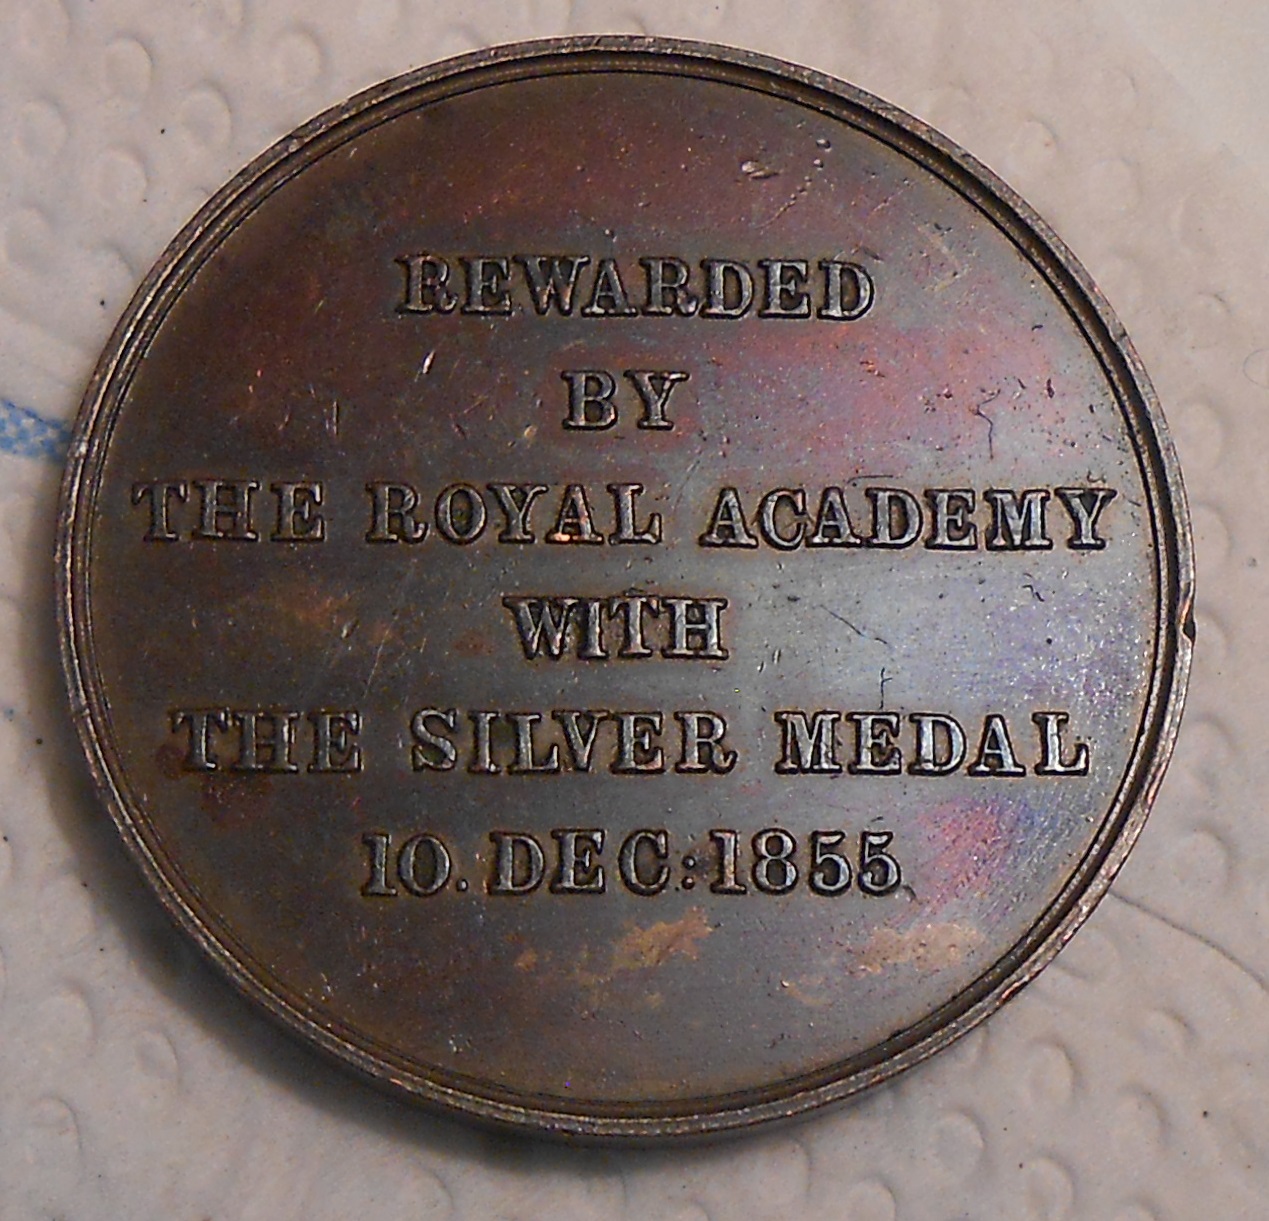 REWARDED
BY
THE ROYAL ACADEMY
WITH
THE SILVER MEDAL
10. DEC: 1855